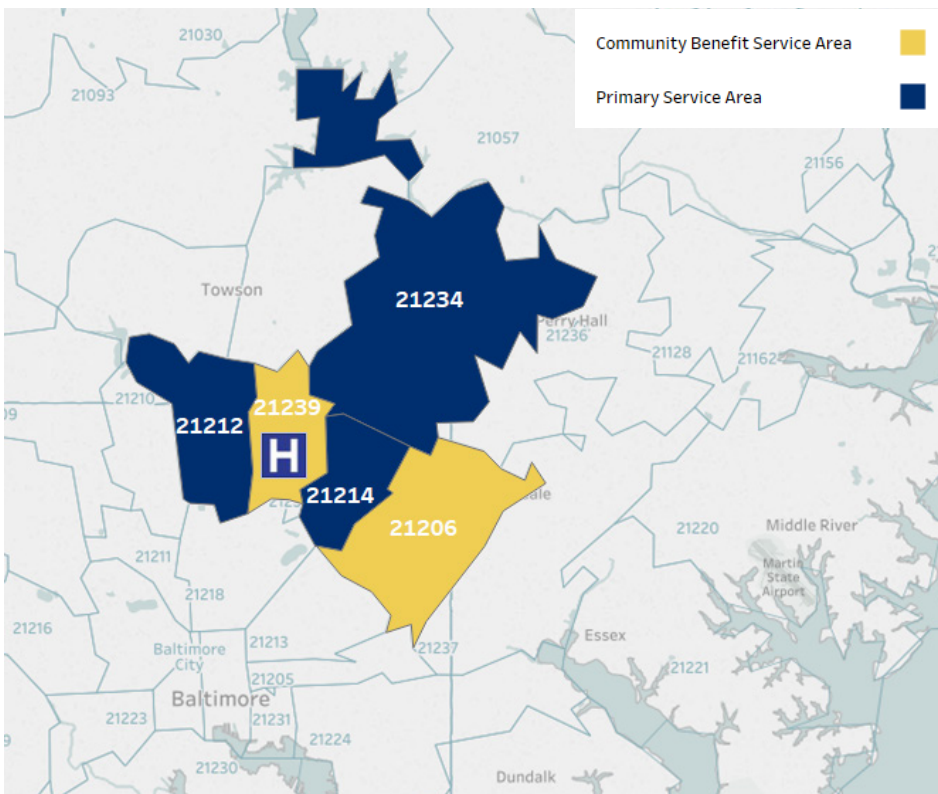 21030
Community Benefit Service Area
21093
Primary Service Area
21057
21156
Towson
21234
Perry Hall
21236
21128
21162
21210
21239
21212
H
21214
21206
21220
Middle River
Martin
State
Airport
21211
21218
21216
21213
Baltimore
City
21237
Essex
21221
21205
Baltimore
21223
21231
21224
21230
Dundalk